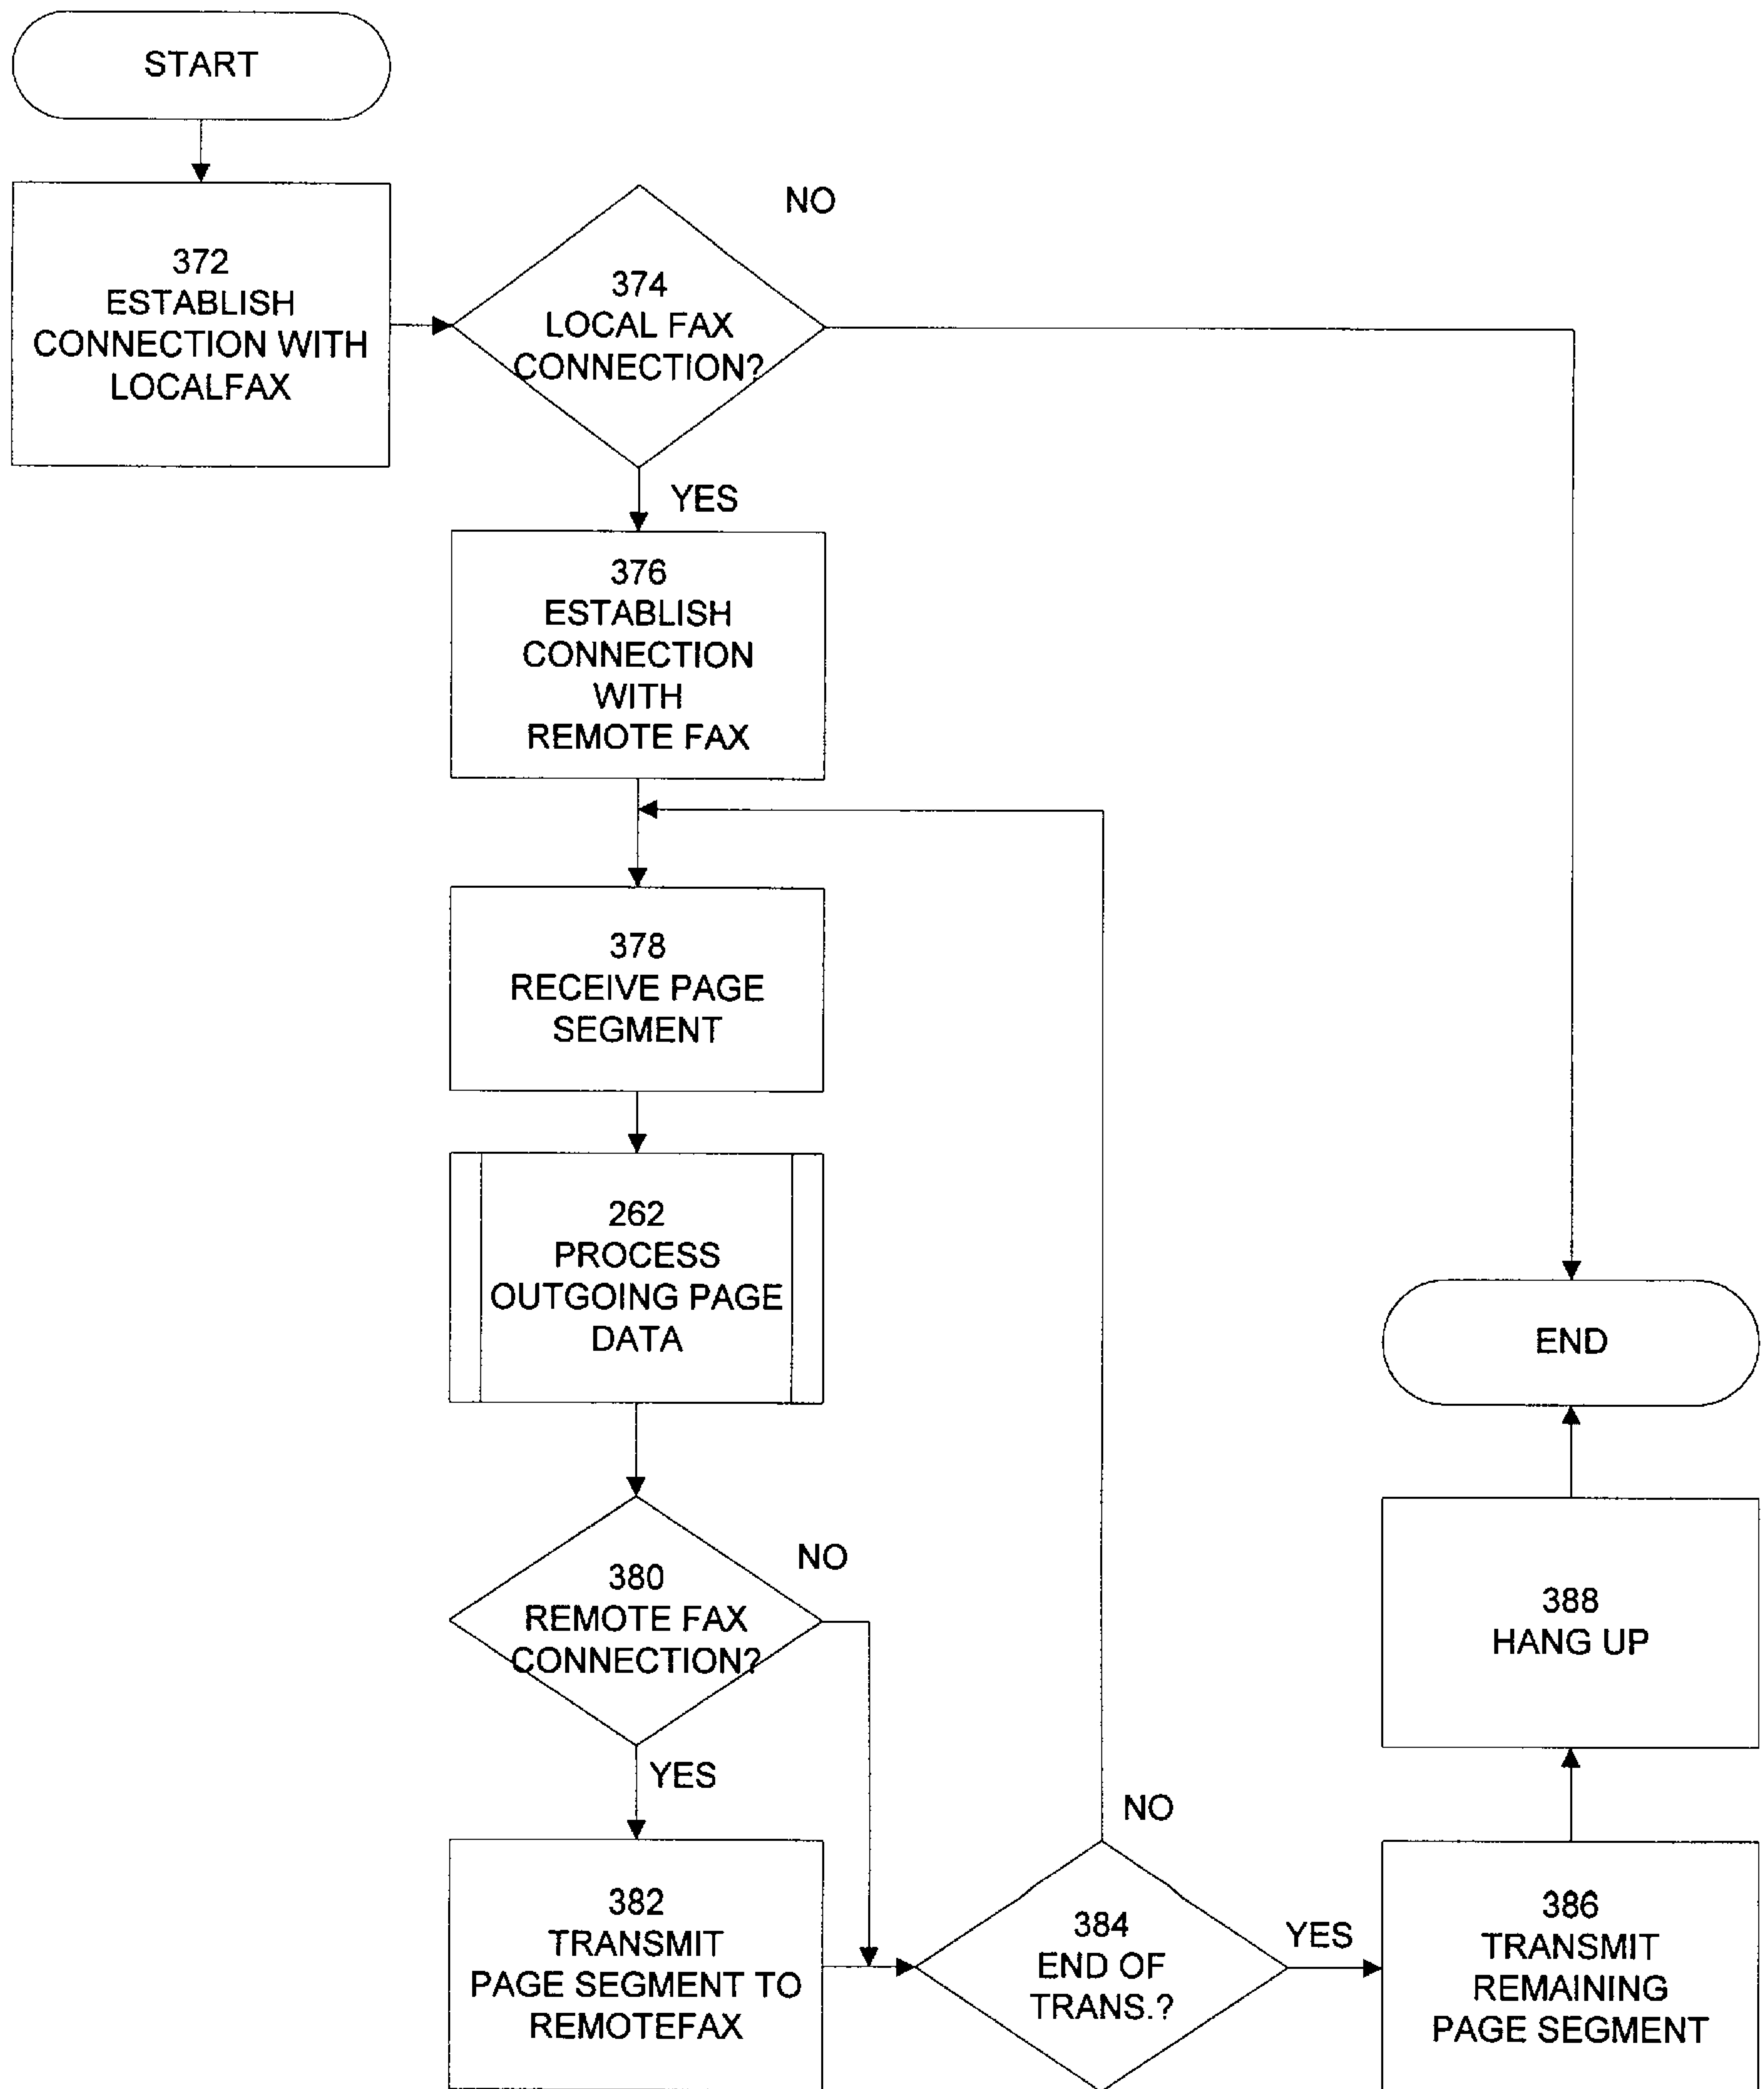 START
372
ESTABLISH
CONNECTION WITH
LOCALFAX
374
LOCAL FAX
CONNECTION?
NO
YES
376
ESTABLISH
CONNECTION
WITH
REMOTE FAX
378
RECEIVE PAGE
SEGMENT
262
PROCESS
OUTGOING PAGE
DATA
380
REMOTE FAX
CONNECTION?
NO
YES
382
TRANSMIT
PAGE SEGMENT TO
REMOTEFAX
384
END OF
TRANS.?
NO
YES
386
TRANSMIT
REMAINING
PAGE SEGMENT
388
HANG UP
END